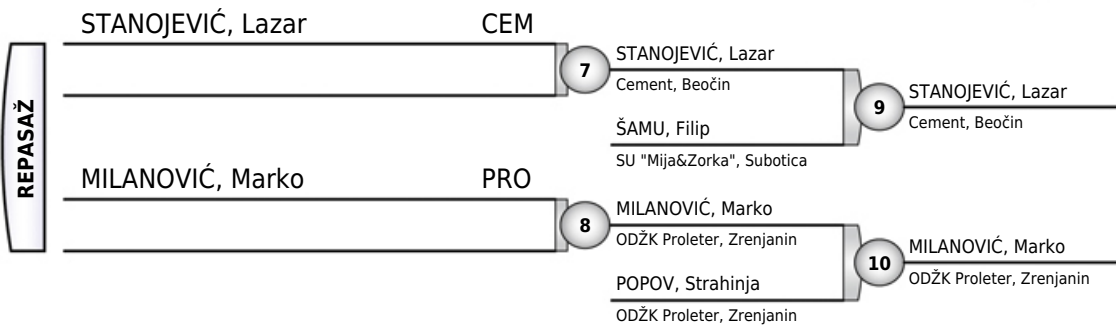 STANOJEVIĆ, Lazar CEM
REPASAŽ
7
STANOJEVIĆ, Lazar
Cement, Beočin
ŠAMU, Filip
SU "Mija&Zorka", Subotica
9
STANOJEVIĆ, Lazar
Cement, Beočin
MILANOVIĆ, Marko PRO
8
MILANOVIĆ, Marko
ODŽK Proleter, Zrenjanin
POPOV, Strahinja
ODŽK Proleter, Zrenjanin
10
MILANOVIĆ, Marko
ODŽK Proleter, Zrenjanin